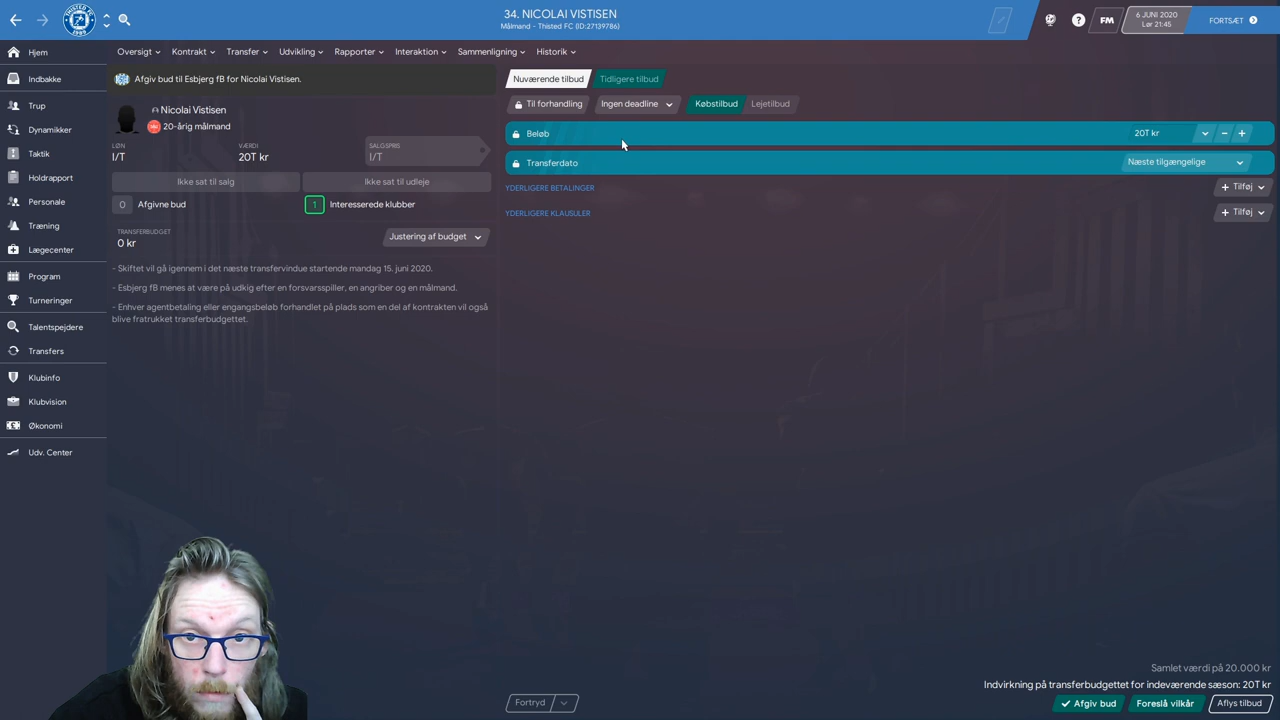 34. NICOLAI VISTISEN
Målmand - Thisted FC (ID:27139786)
FM
6 JUNI 2020
Lør 21:45
FORTSÆT
Hjem
Indbakke
Trup
Dynamikker
Taktik
Holdrapport
Personale
Træning
Lægecenter
Program
Turneringer
Talentspejdere
Transfers
Klubinfo
Klubvision
Økonomi
Udv. Center
Oversigt
Kontrakt
Transfer
Udvikling
Rapporter
Interaktion
Sammenligning
Historik
Afgiv bud til Esbjerg fB for Nicolai Vistisen.
Nicolai Vistisen
20-årig målmand
LØN
I/T
VÆRDI
20T kr
SALGSPRIS
I/T
Ikke sat til salg
Ikke sat til udleje
0 Afgivne bud
1 Interesserede klubber
TRANSFERBUDGET
0 kr
Justering af budget
- Skiftet vil gå igennem i det næste transfervindue startende mandag 15. juni 2020.
- Esbjerg fB menes at være på udkig efter en forsvarsspiller, en angriber og en målmand.
- Enhver agentbetaling eller engangsbeløb forhandlet på plads som en del af kontrakten vil også
blive fratrukket transferbudgettet.
Nuværende tilbud
Tidligere tilbud
Til forhandling
Ingen deadline
Købstilbud
Lejetilbud
Beløb
20T kr
Transferdato
Næste tilgængelige
YDERLIGERE BETALINGER
Tilføj
YDERLIGERE KLAUSULER
Tilføj
Samlet værdi på 20.000 kr
Indvirkning på transferbudgettet for indeværende sæson: 20T kr
Fortryd
Afgiv bud
Foreslå vilkår
Aflys tilbud